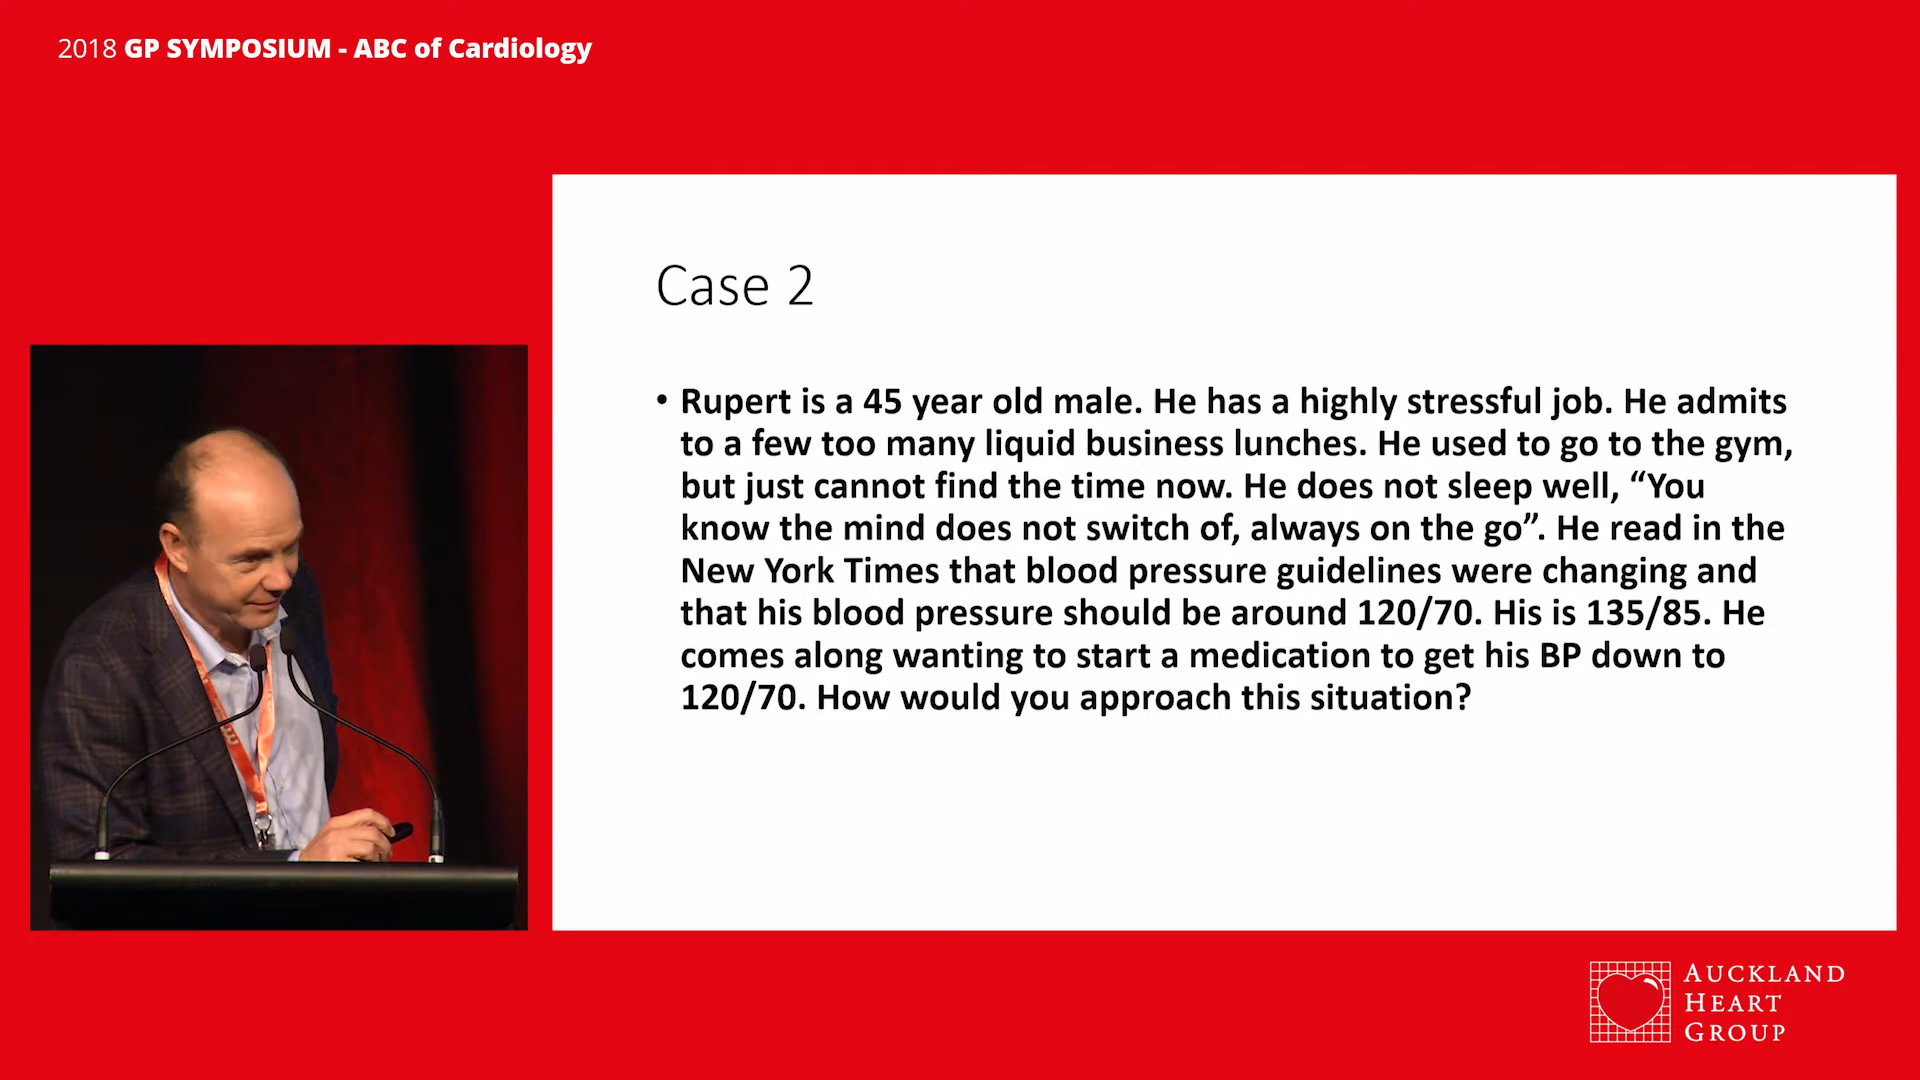 2018 GP SYMPOSIUM - ABC of Cardiology
Case 2
• Rupert is a 45 year old male. He has a highly stressful job. He admits
to a few too many liquid business lunches. He used to go to the gym,
but just cannot find the time now. He does not sleep well, “You
know the mind does not switch of, always on the go”. He read in the
New York Times that blood pressure guidelines were changing and
that his blood pressure should be around 120/70. His is 135/85. He
comes along wanting to start a medication to get his BP down to
120/70. How would you approach this situation?
AUCKLAND
HEART
GROUP